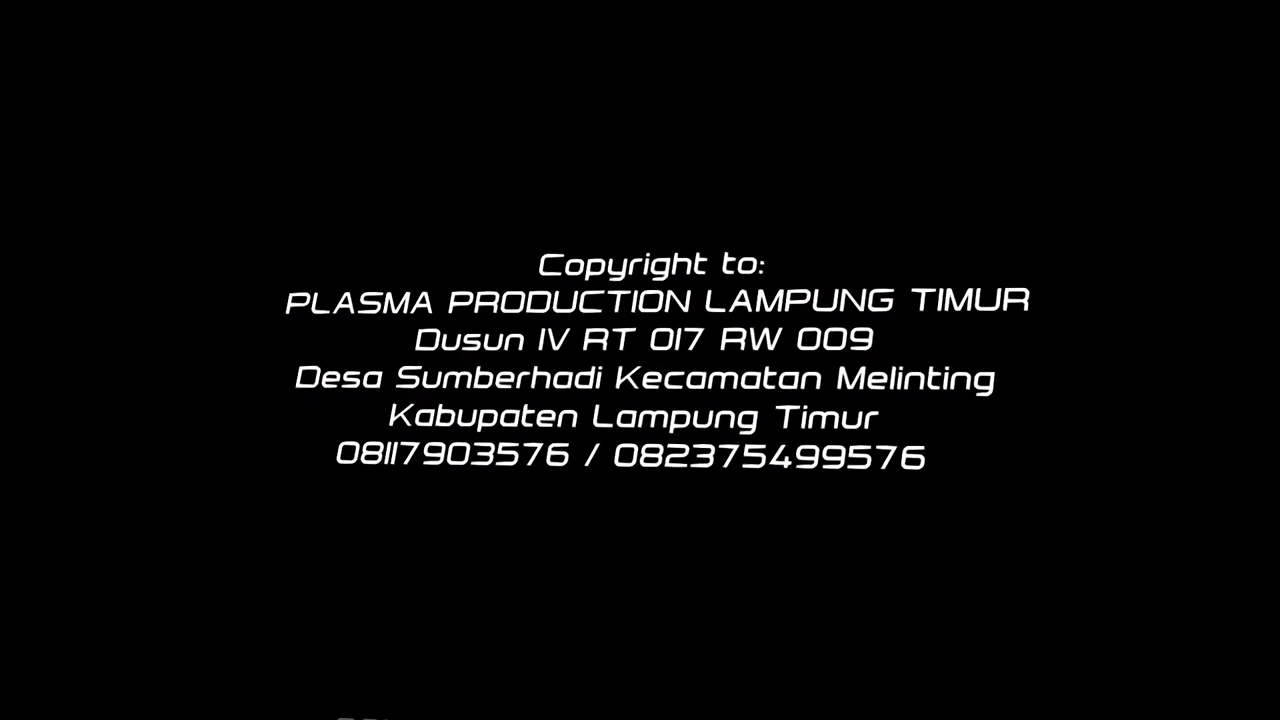 Copyright to:
PLASMA PRODUCTION LAMPUNG TIMUR
Dusun IV RT 017 RW 009
Desa Sumberhadi Kecamatan Melinting
Kabupaten Lampung Timur
08117903576 / 082375499576